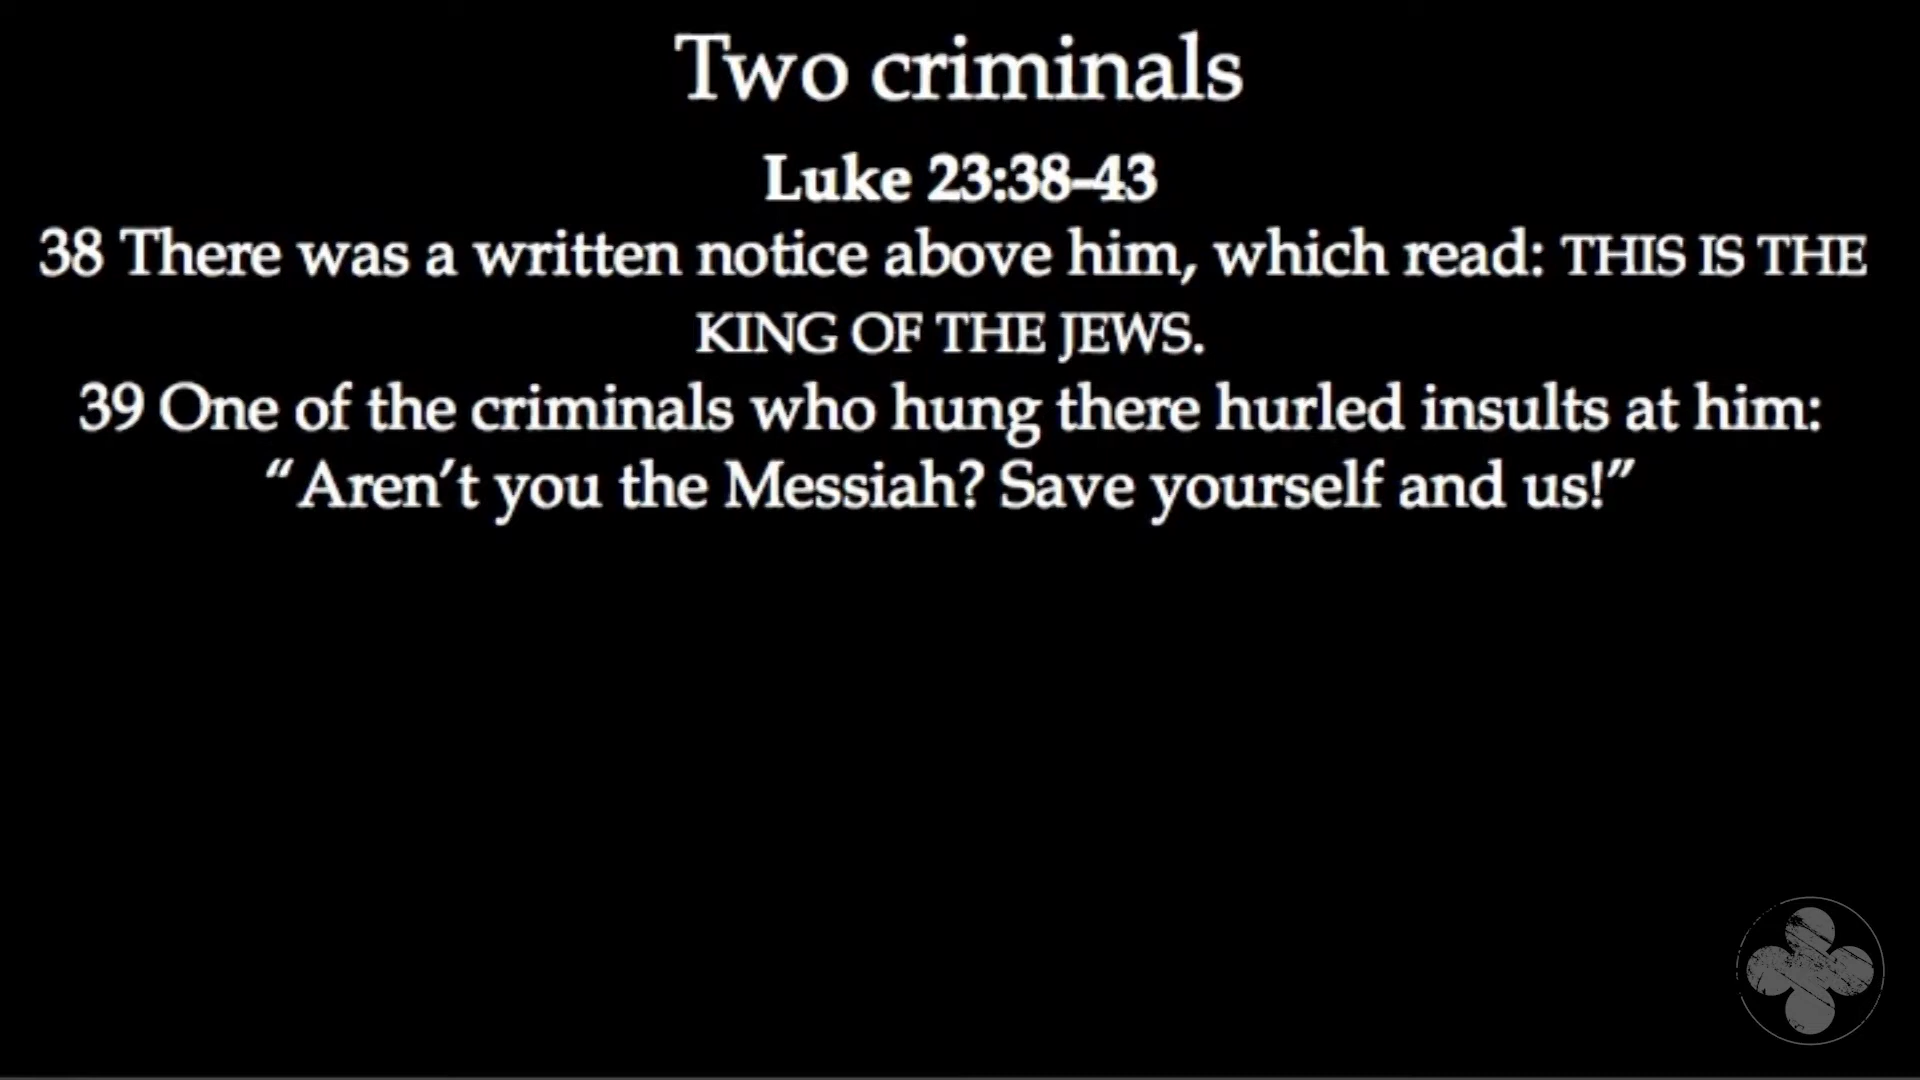 Two criminals
Luke 23:38-43
38 There was a written notice above him, which read: THIS IS THE
KING OF THE JEWS.
39 One of the criminals who hung there hurled insults at him:
“Aren’t you the Messiah? Save yourself and us!”